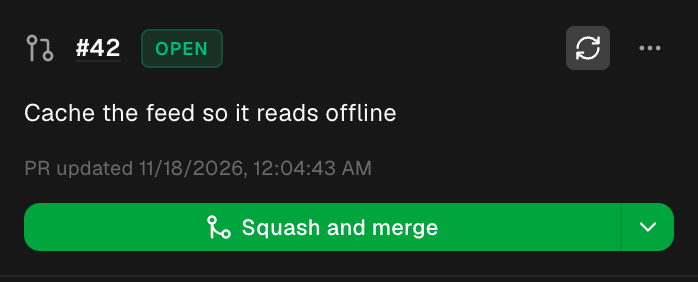 #42 OPEN
Cache the feed so it reads offline
PR updated 11/18/2026, 12:04:43 AM
Squash and merge